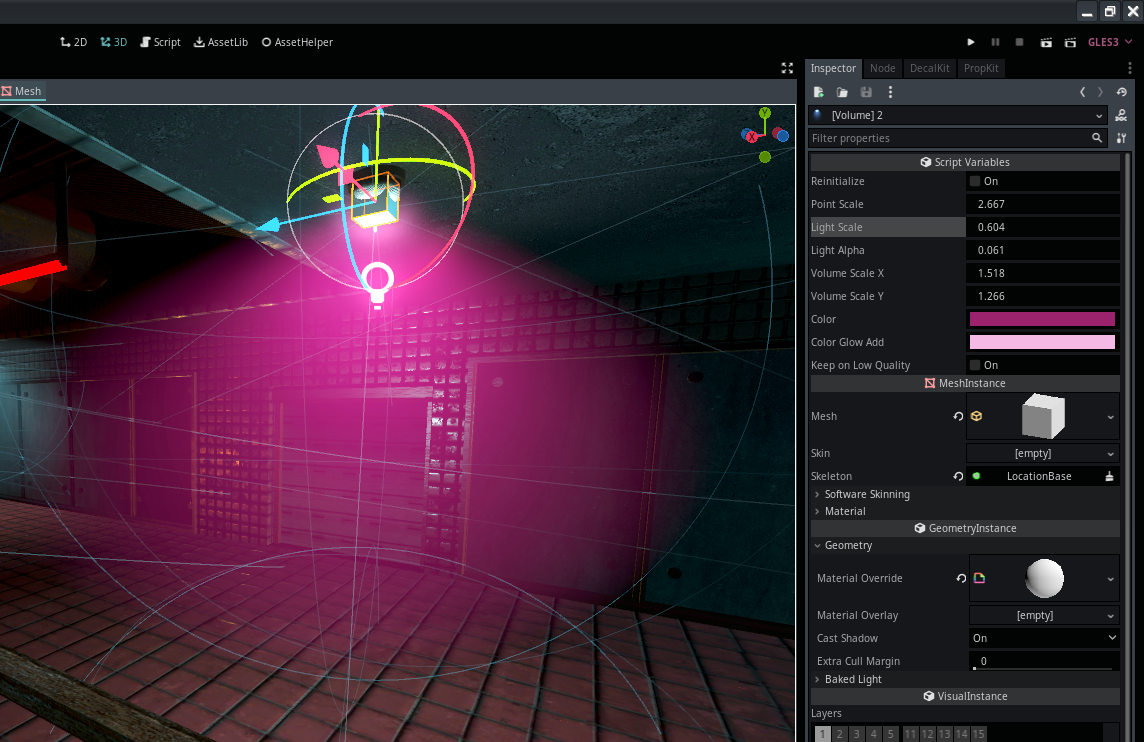 2D 3D Script AssetLib AssetHelper GLES3
Inspector Node DecalKit PropKit
Mesh
[Volume] 2
Filter properties
Y
X
Script Variables
Reinitialize On
Point Scale 2.667
Light Scale 0.604
Light Alpha 0.061
Volume Scale X 1.518
Volume Scale Y 1.266
Color
Color Glow Add
Keep on Low Quality On
MeshInstance
Mesh
Skin [empty]
Skeleton LocationBase
Software Skinning
Material
GeometryInstance
Geometry
Material Override
Material Overlay [empty]
Cast Shadow On
Extra Cull Margin 0
Baked Light
VisualInstance
Layers
1 2 3 4 5 11 12 13 14 15